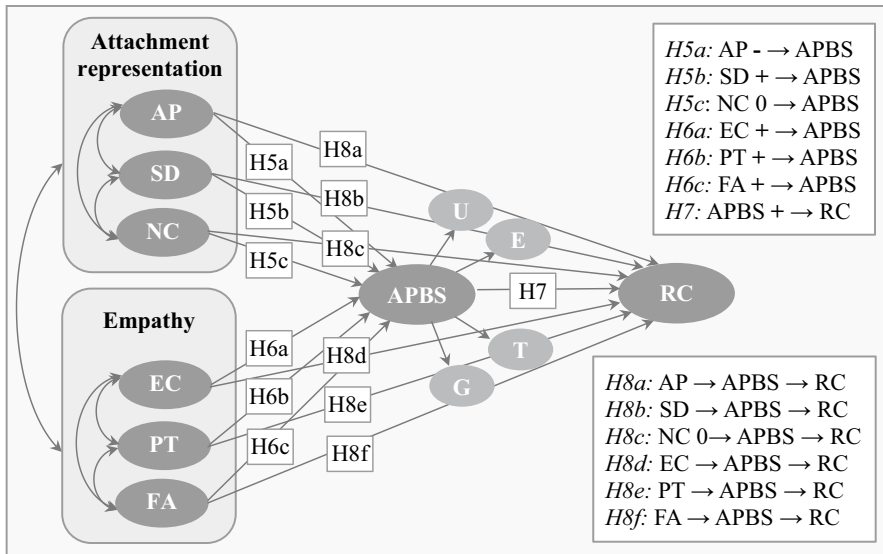 Attachment
representation
AP
SD
NC
H5a
H8a
H8b
H5b
H8c
H5c
U
E
APBS
H7
RC
Empathy
EC
PT
FA
H6a
H8d
H6b
H8e
H6c
H8f
T
G
H5a: AP - → APBS
H5b: SD + → APBS
H5c: NC 0 → APBS
H6a: EC + → APBS
H6b: PT + → APBS
H6c: FA + → APBS
H7: APBS + → RC
H8a: AP → APBS → RC
H8b: SD → APBS → RC
H8c: NC 0→ APBS → RC
H8d: EC → APBS → RC
H8e: PT → APBS → RC
H8f: FA → APBS → RC